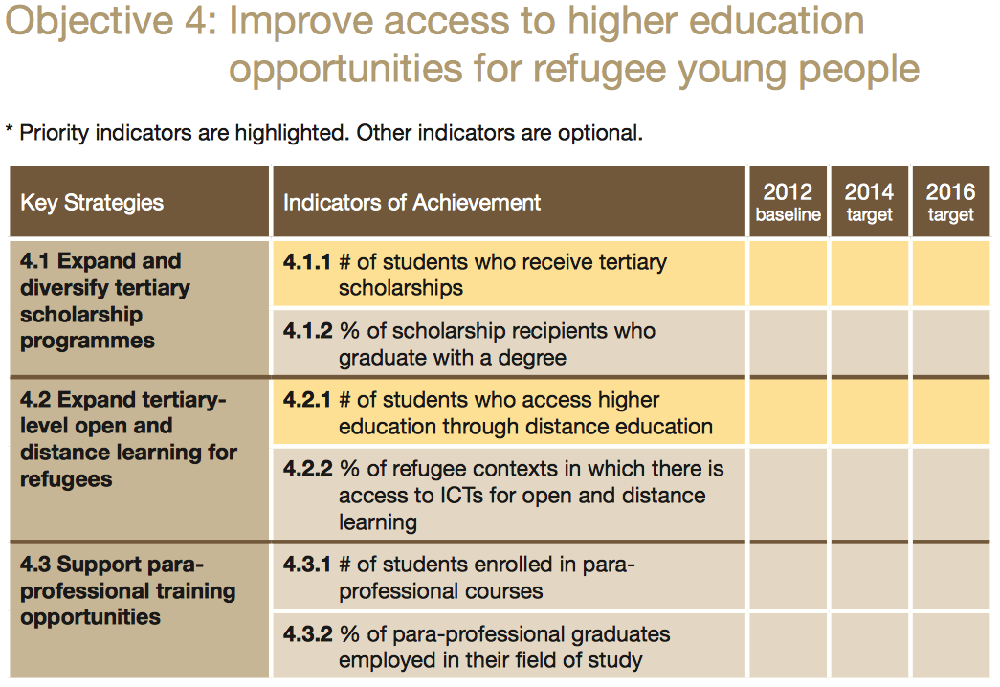 Objective 4: Improve access to higher education
opportunities for refugee young people
* Priority indicators are highlighted. Other indicators are optional.
Key Strategies
Indicators of Achievement
2012
baseline
2014
target
2016
target
4.1 Expand and
diversify tertiary
scholarship
programmes
4.1.1 # of students who receive tertiary
scholarships
4.1.2 % of scholarship recipients who
graduate with a degree
4.2 Expand tertiary-
level open and
distance learning for
refugees
4.2.1 # of students who access higher
education through distance education
4.2.2 % of refugee contexts in which there is
access to ICTs for open and distance
learning
4.3 Support para-
professional training
opportunities
4.3.1 # of students enrolled in para-
professional courses
4.3.2 % of para-professional graduates
employed in their field of study